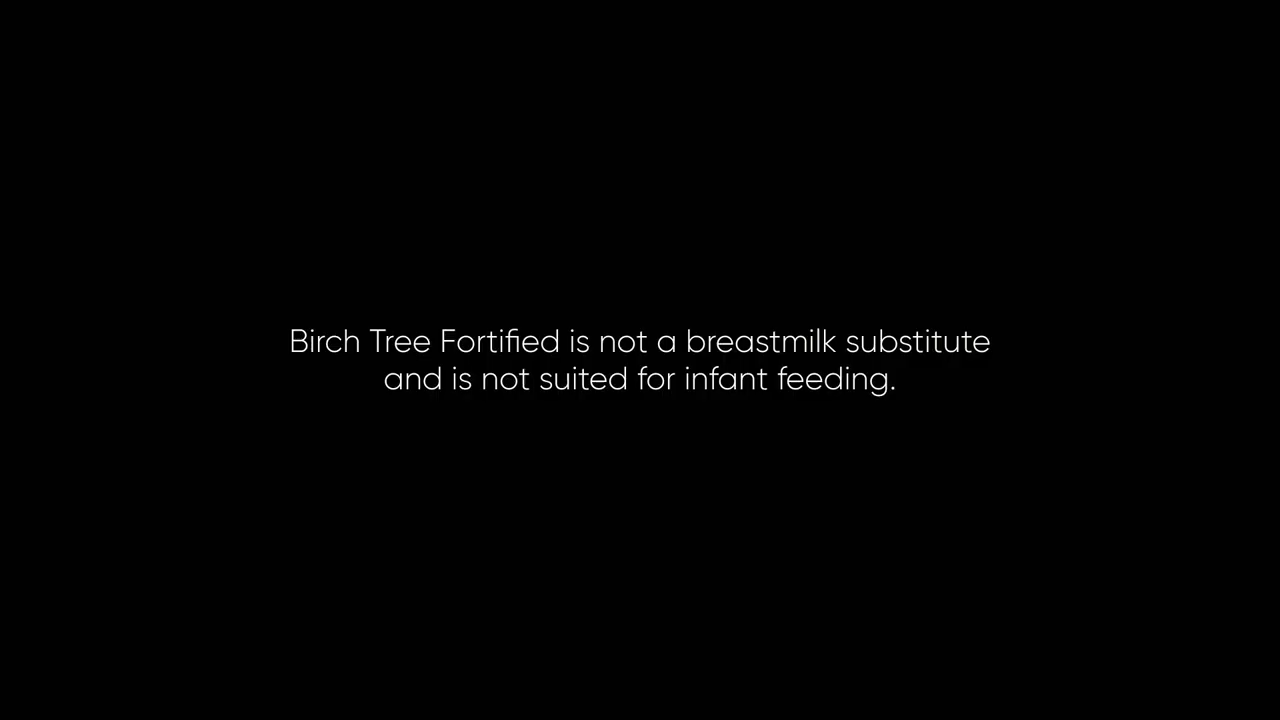 Birch Tree Fortified is not a breastmilk substitute
and is not suited for infant feeding.